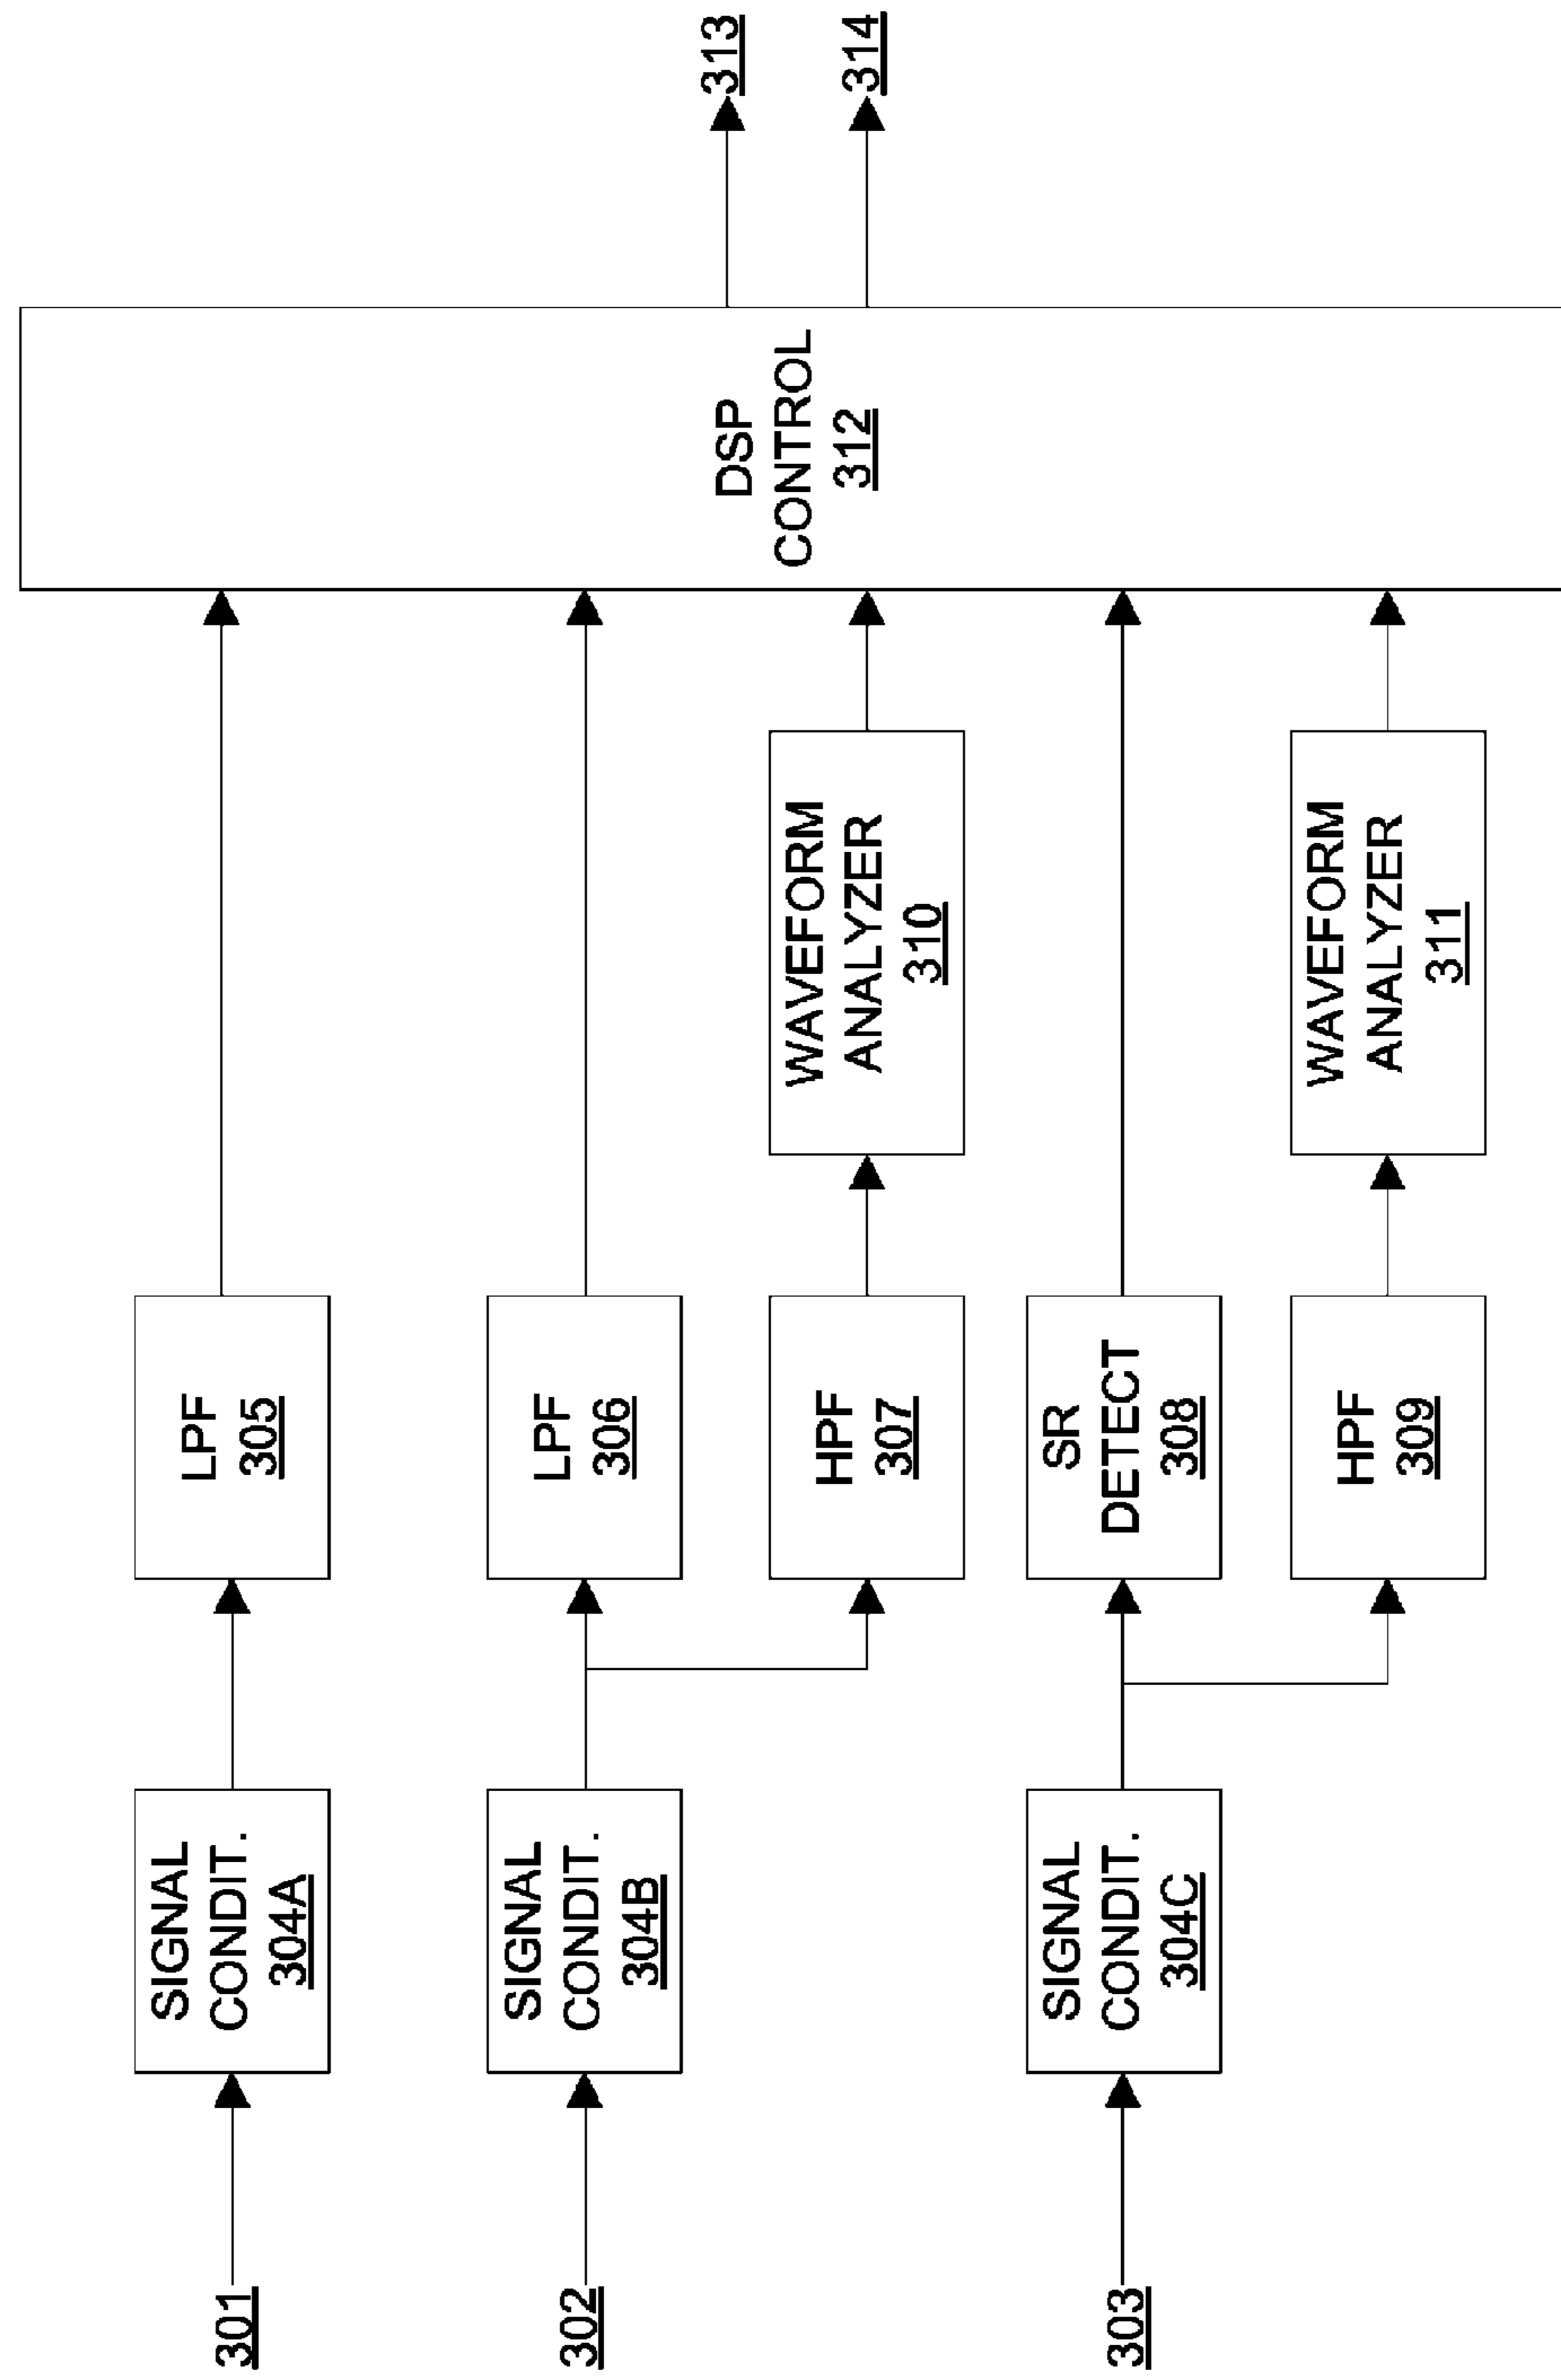 301
SIGNAL
CONDIT.
304A
LPF
305
302
SIGNAL
CONDIT.
304B
LPF
306
HPF
307
WAVEFORM
ANALYZER
310
303
SIGNAL
CONDIT.
304C
SR
DETECT
308
HPF
309
WAVEFORM
ANALYZER
311
DSP
CONTROL
312
313
314